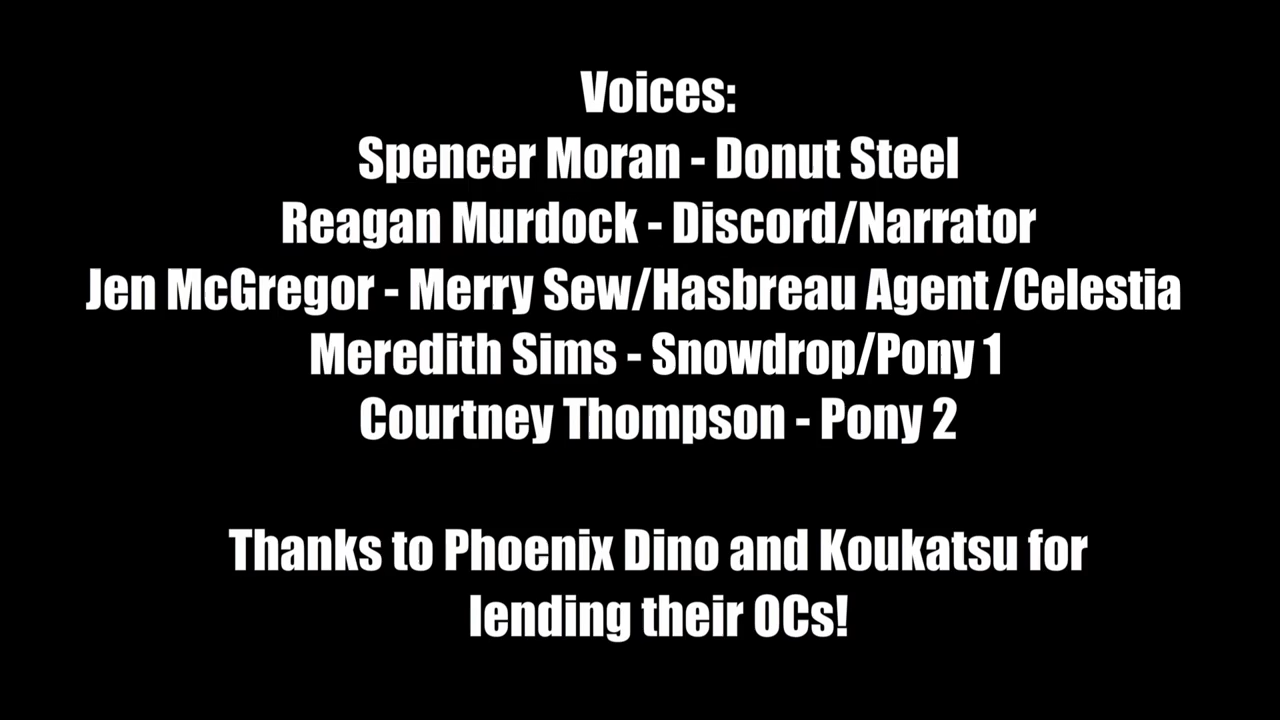 Voices:
Spencer Moran - Donut Steel
Reagan Murdock - Discord/Narrator
Jen McGregor - Merry Sew/Hasbreau Agent/Celestia
Meredith Sims - Snowdrop/Pony 1
Courtney Thompson - Pony 2
Thanks to Phoenix Dino and Koukatsu for
lending their OCs!